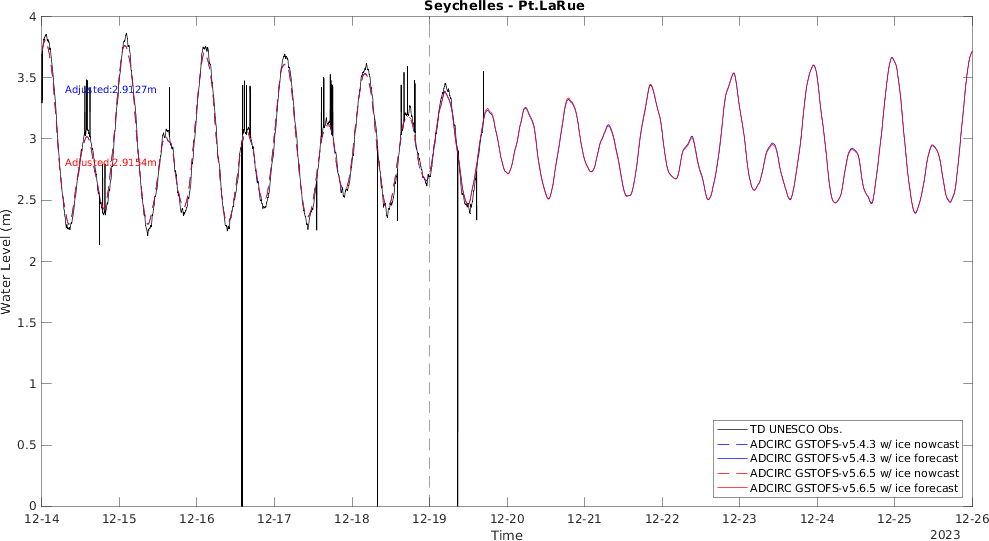 Seychelles - Pt.LaRue
4
3.5
3
2.5
2
1.5
1
0.5
0
Water Level (m)
Adjusted:2.9127m
Adjusted:2.9154m
TD UNESCO Obs.
ADCIRC GSTOFS-v5.4.3 w/ ice nowcast
ADCIRC GSTOFS-v5.4.3 w/ ice forecast
ADCIRC GSTOFS-v5.6.5 w/ ice nowcast
ADCIRC GSTOFS-v5.6.5 w/ ice forecast
12-14 12-15 12-16 12-17 12-18 12-19 12-20 12-21 12-22 12-23 12-24 12-25 12-26
Time
2023